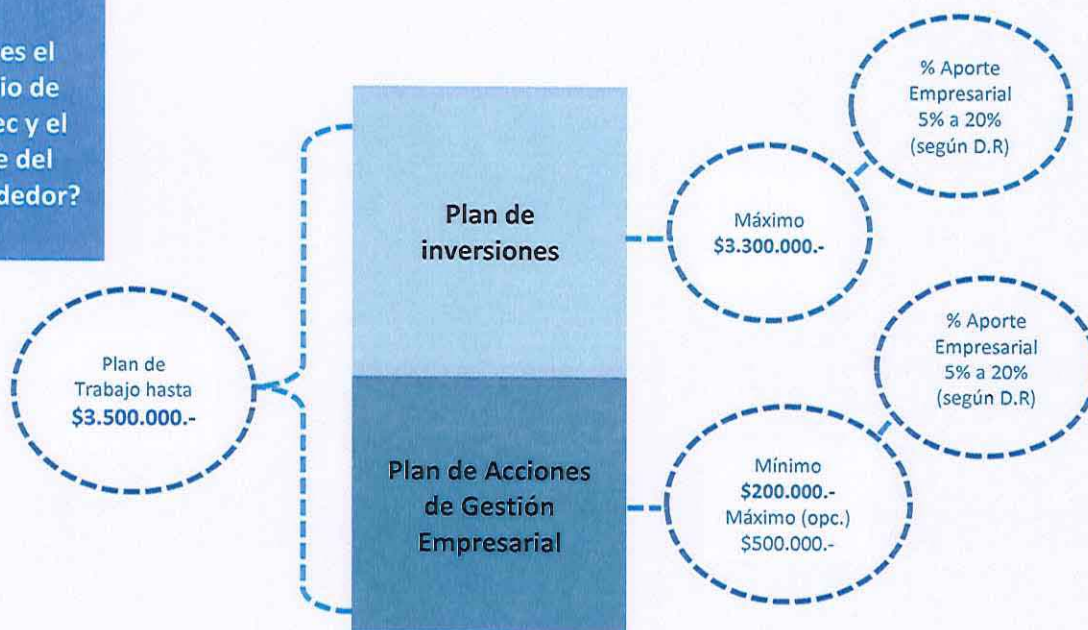 es el
io de
ec y el
e del
dedor?
Plan de
Trabajo hasta
$3.500.000.-
Plan de
inversiones
Máximo
$3.300.000.-
% Aporte
Empresarial
5% a 20%
(según D.R)
Plan de Acciones
de Gestión
Empresarial
Mínimo
$200.000.-
Máximo (opc.)
$500.000.-
% Aporte
Empresarial
5% a 20%
(según D.R)